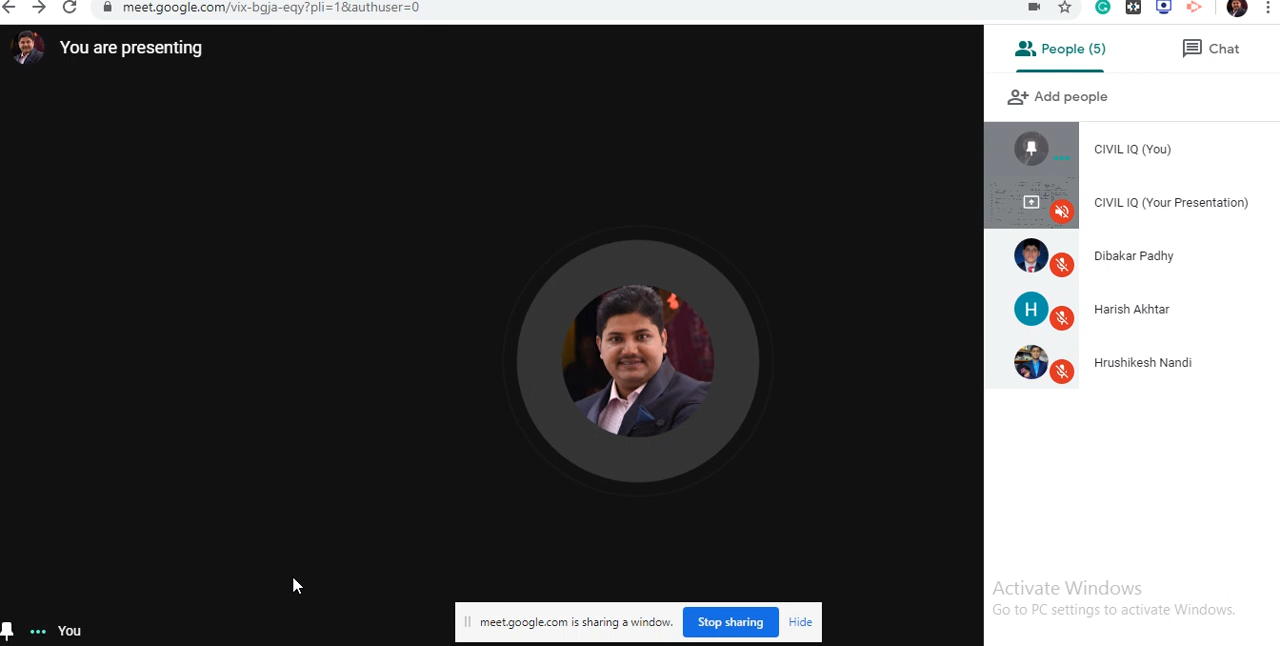 meet.google.com/vix-bgja-eqy?pli=1&authuser=0
You are presenting
People (5)
Chat
Add people
CIVIL IQ (You)
CIVIL IQ (Your Presentation)
Dibakar Padhy
H
Harish Akhtar
Hrushikesh Nandi
Activate Windows
Go to PC settings to activate Windows.
meet.google.com is sharing a window.
Stop sharing
Hide
You